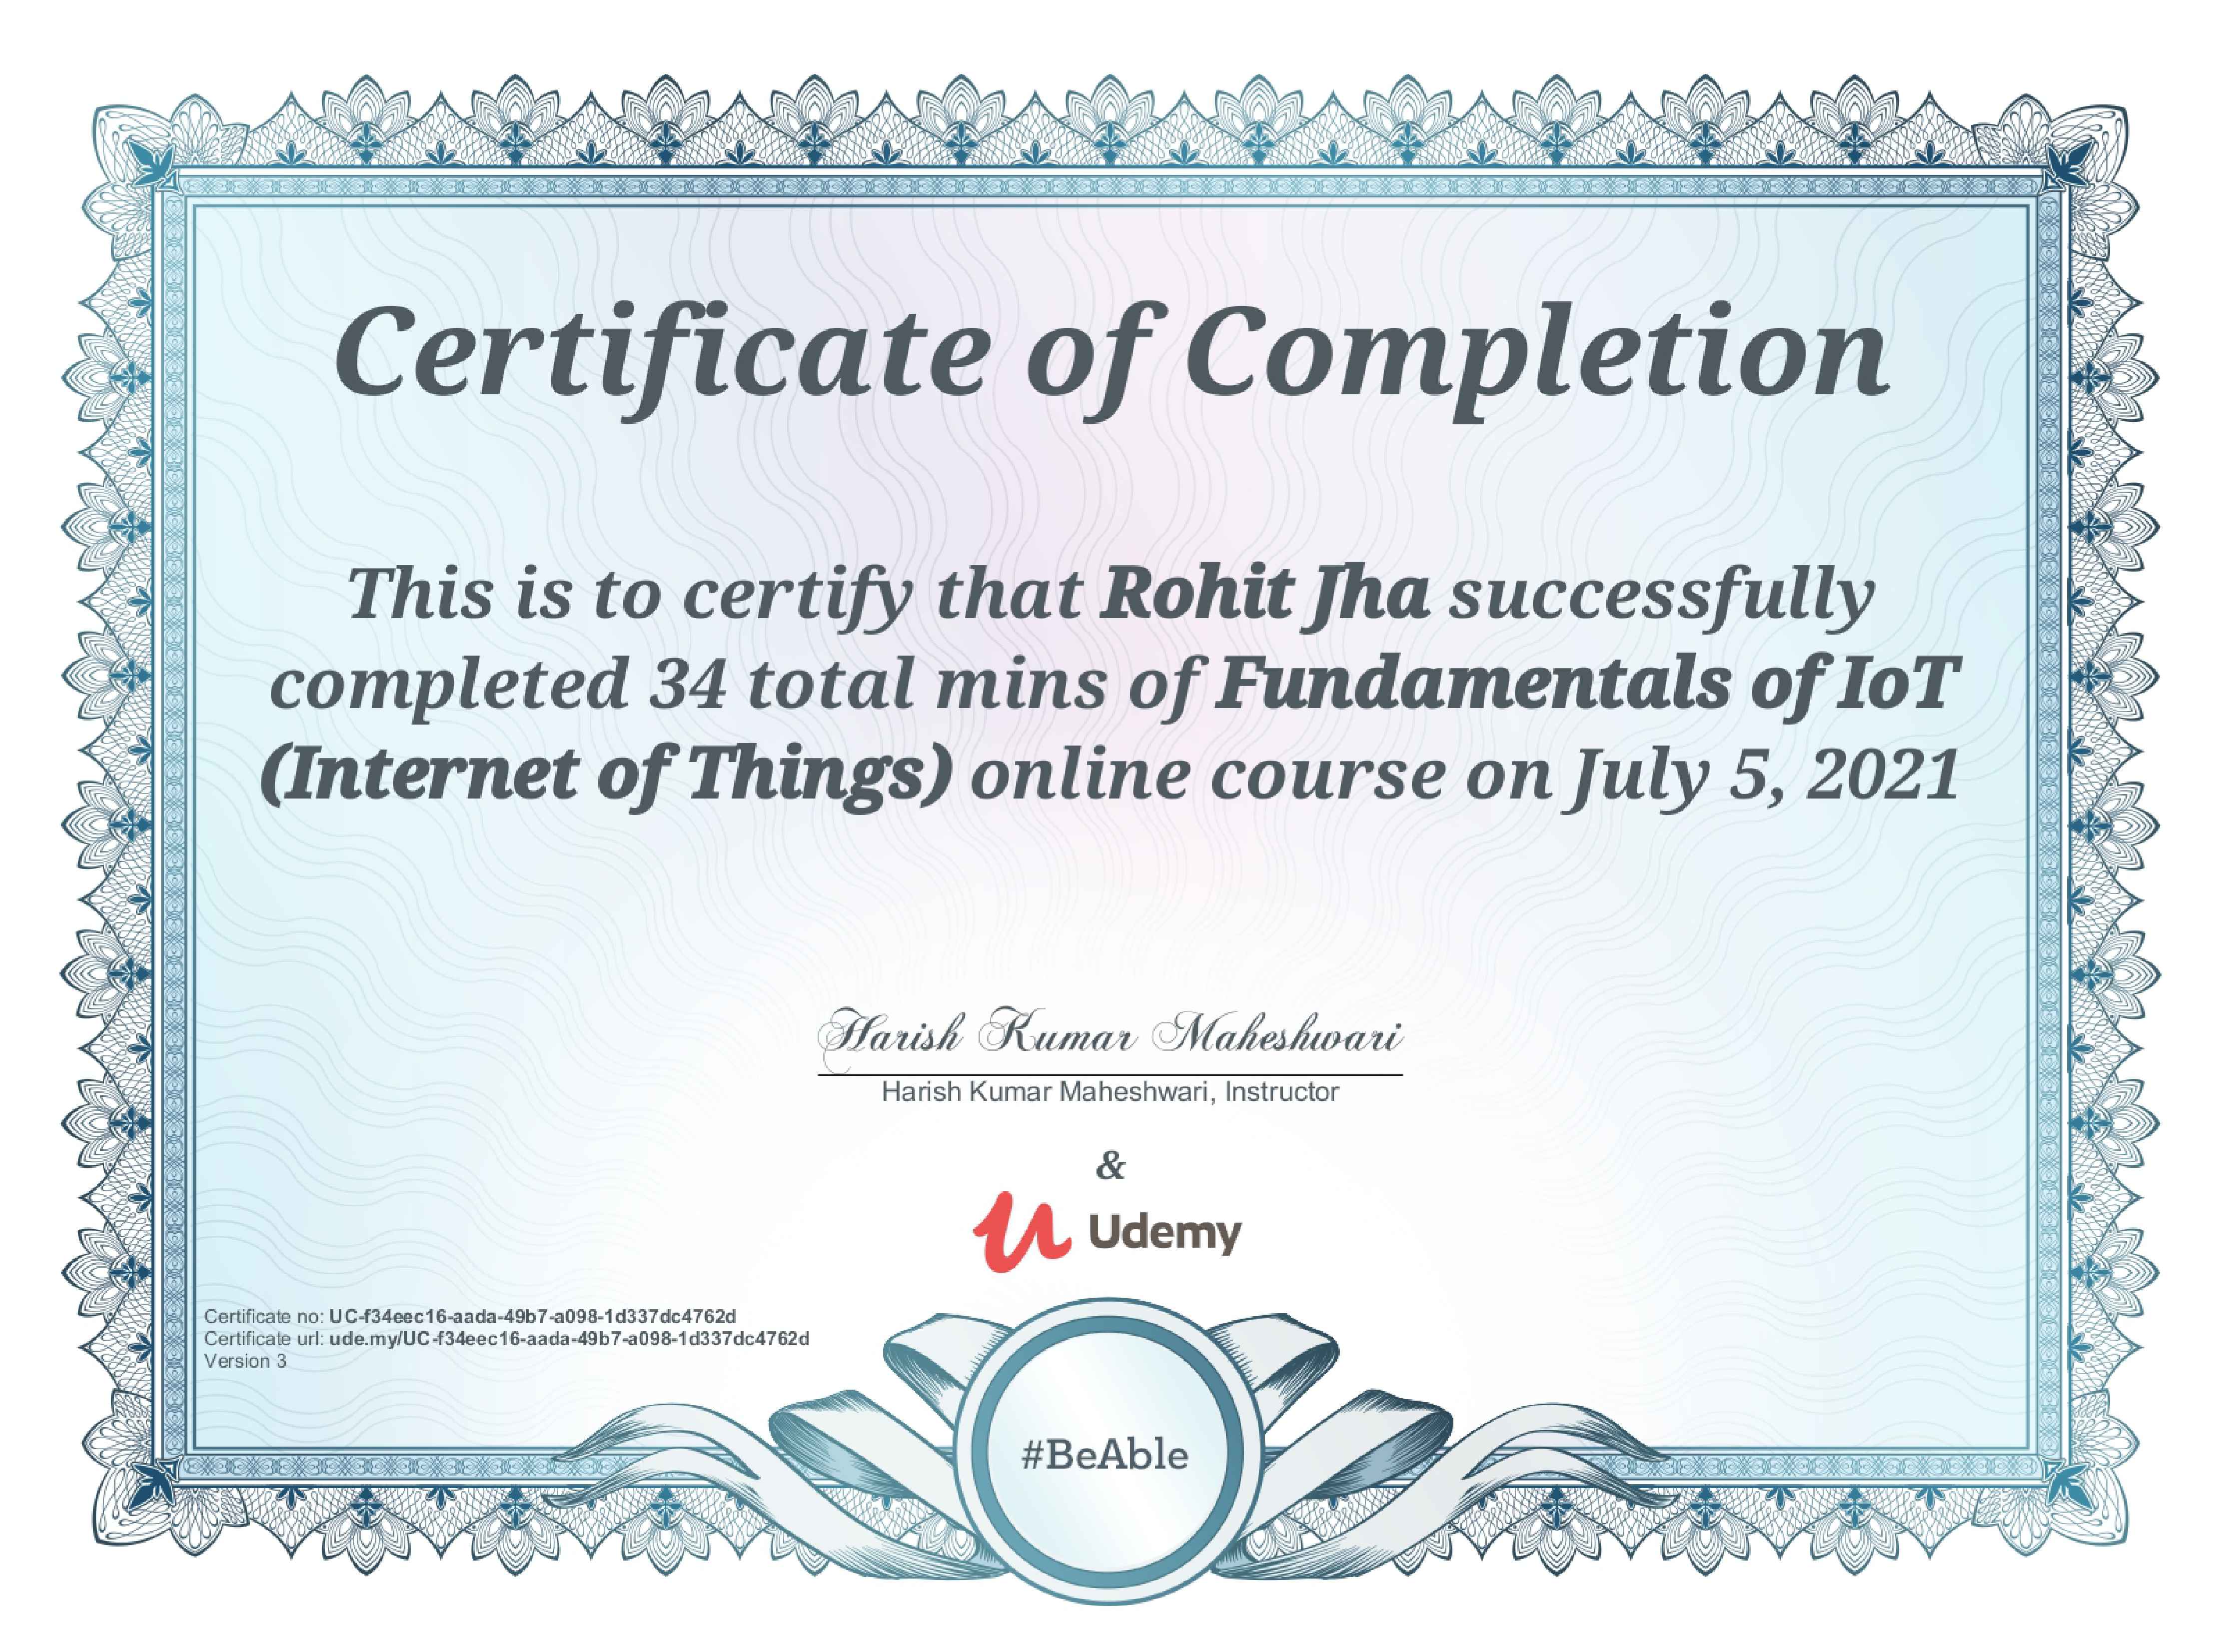 Certificate of Completion
This is to certify that Rohit Jha successfully
completed 34 total mins of Fundamentals of IoT
(Internet of Things) online course on July 5, 2021
Harish Kumar Maheshwari
Harish Kumar Maheshwari, Instructor
&
Udemy
Certificate no: UC-f34eec16-aada-49b7-a098-1d337dc4762d
Certificate url: ude.my/UC-f34eec16-aada-49b7-a098-1d337dc4762d
Version 3
#BeAble